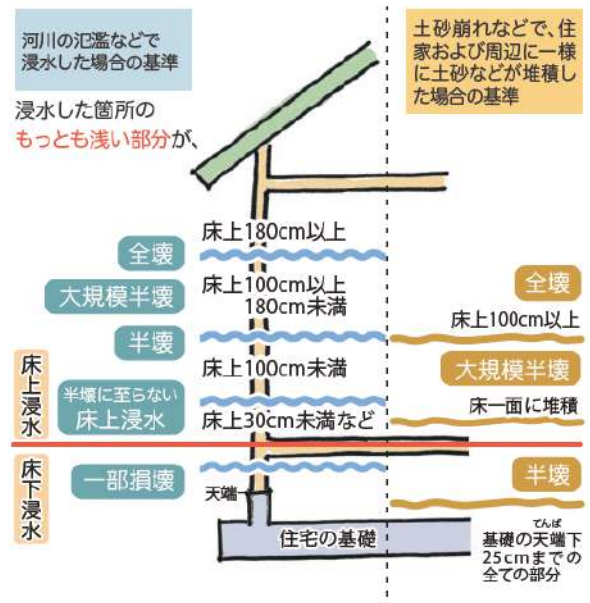 河川の氾濫などで
浸水した場合の基準
浸水した箇所の
もっとも浅い部分が、
土砂崩れなどで、住
家および周辺に一様
に土砂などが堆積し
た場合の基準
床上180cm以上
全壊
床上100cm以上
180cm未満
大規模半壊
半壊
床上100cm未満
半壊に至らない
床上浸水
床上30cm未満など
床上浸水
床下浸水
一部損壊
天端
住宅の基礎
全壊
床上100cm以上
大規模半壊
床一面に堆積
半壊
てんば
基礎の天端下
25cmまでの
全ての部分